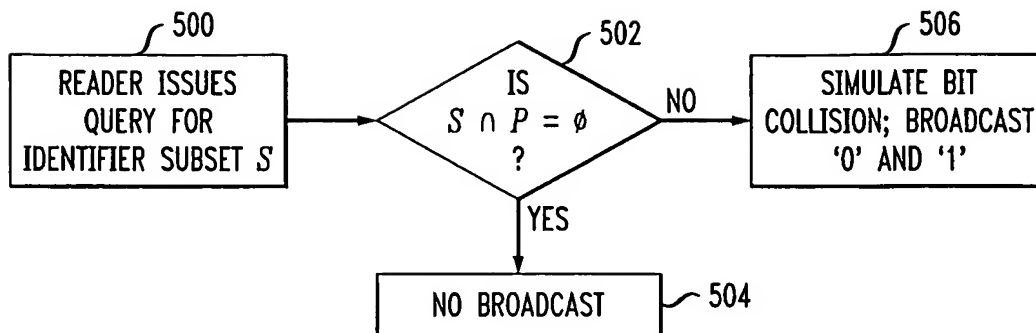 500
READER ISSUES
QUERY FOR
IDENTIFIER SUBSET S
502
IS
S ∩ P = ϕ
?
NO
YES
506
SIMULATE BIT
COLLISION; BROADCAST
‘0’ AND ‘1’
NO BROADCAST
504